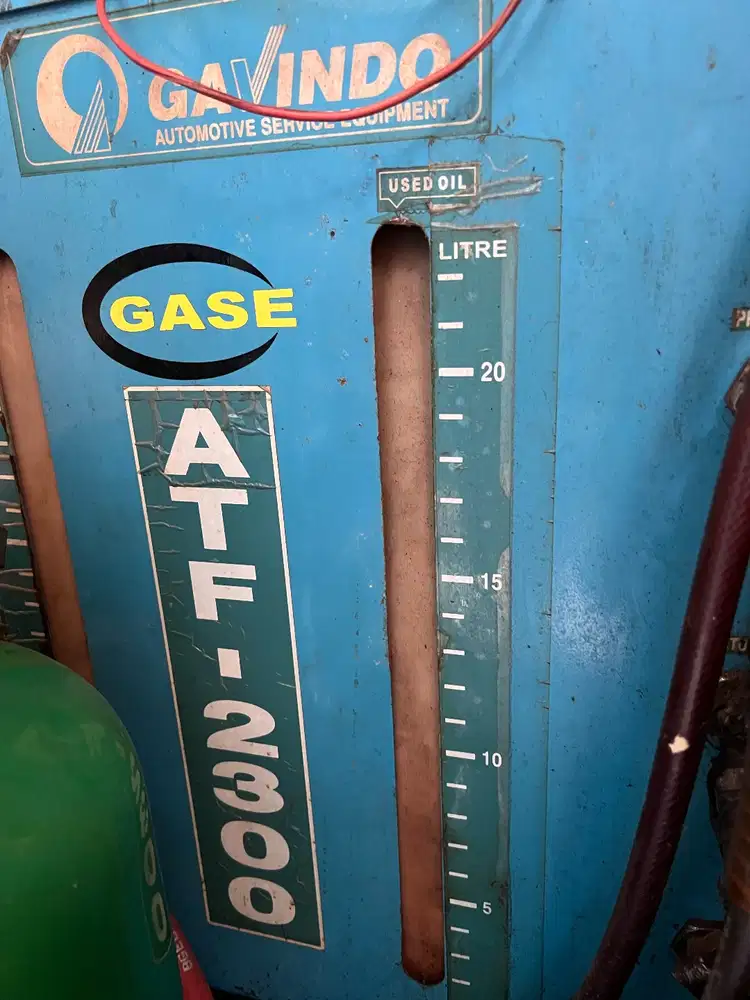 GAVINDO
AUTOMOTIVE SERVICE EQUIPMENT
USED OIL
LITRE
GASE
20
15
10
5
ATF-2300